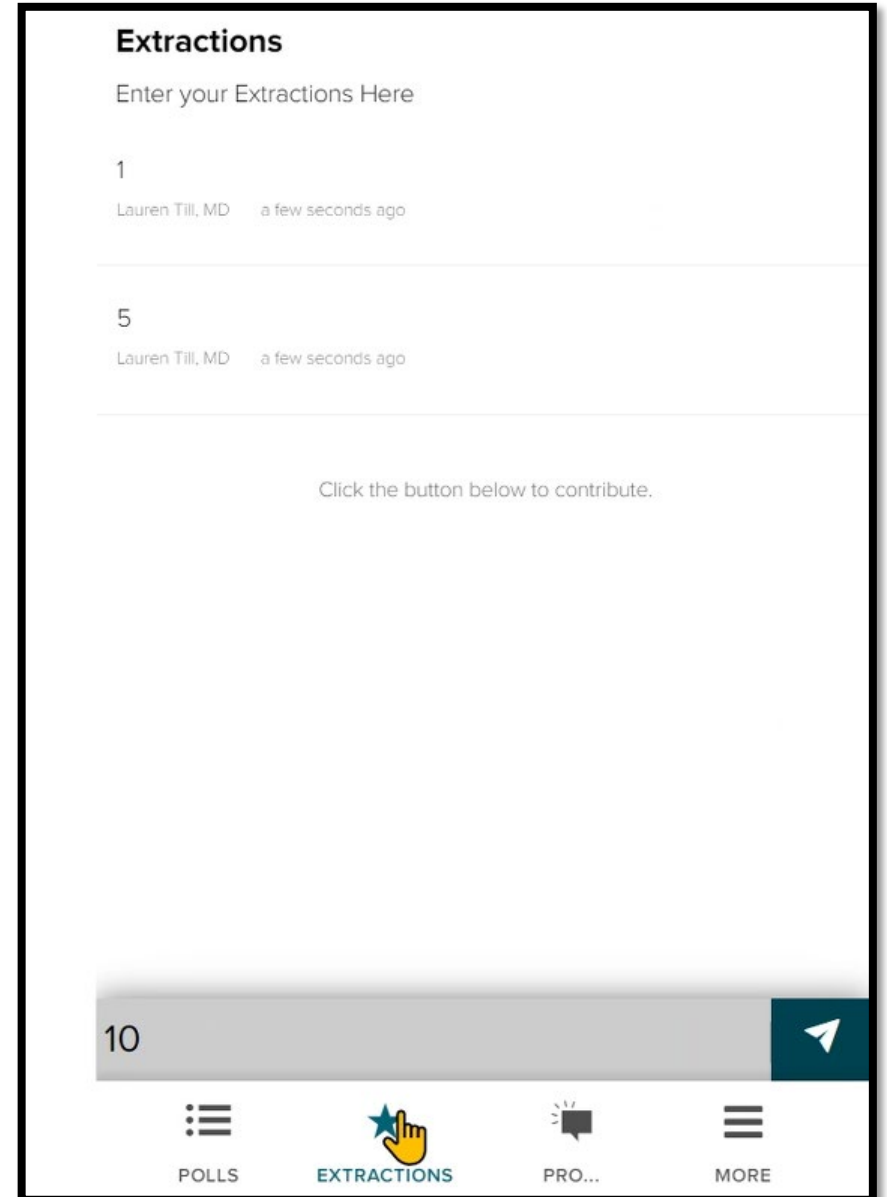 Extractions
Enter your Extractions Here
1
Lauren Till, MD a few seconds ago
5
Lauren Till, MD a few seconds ago
Click the button below to contribute.
10
POLLS EXTRACTIONS PRO... MORE